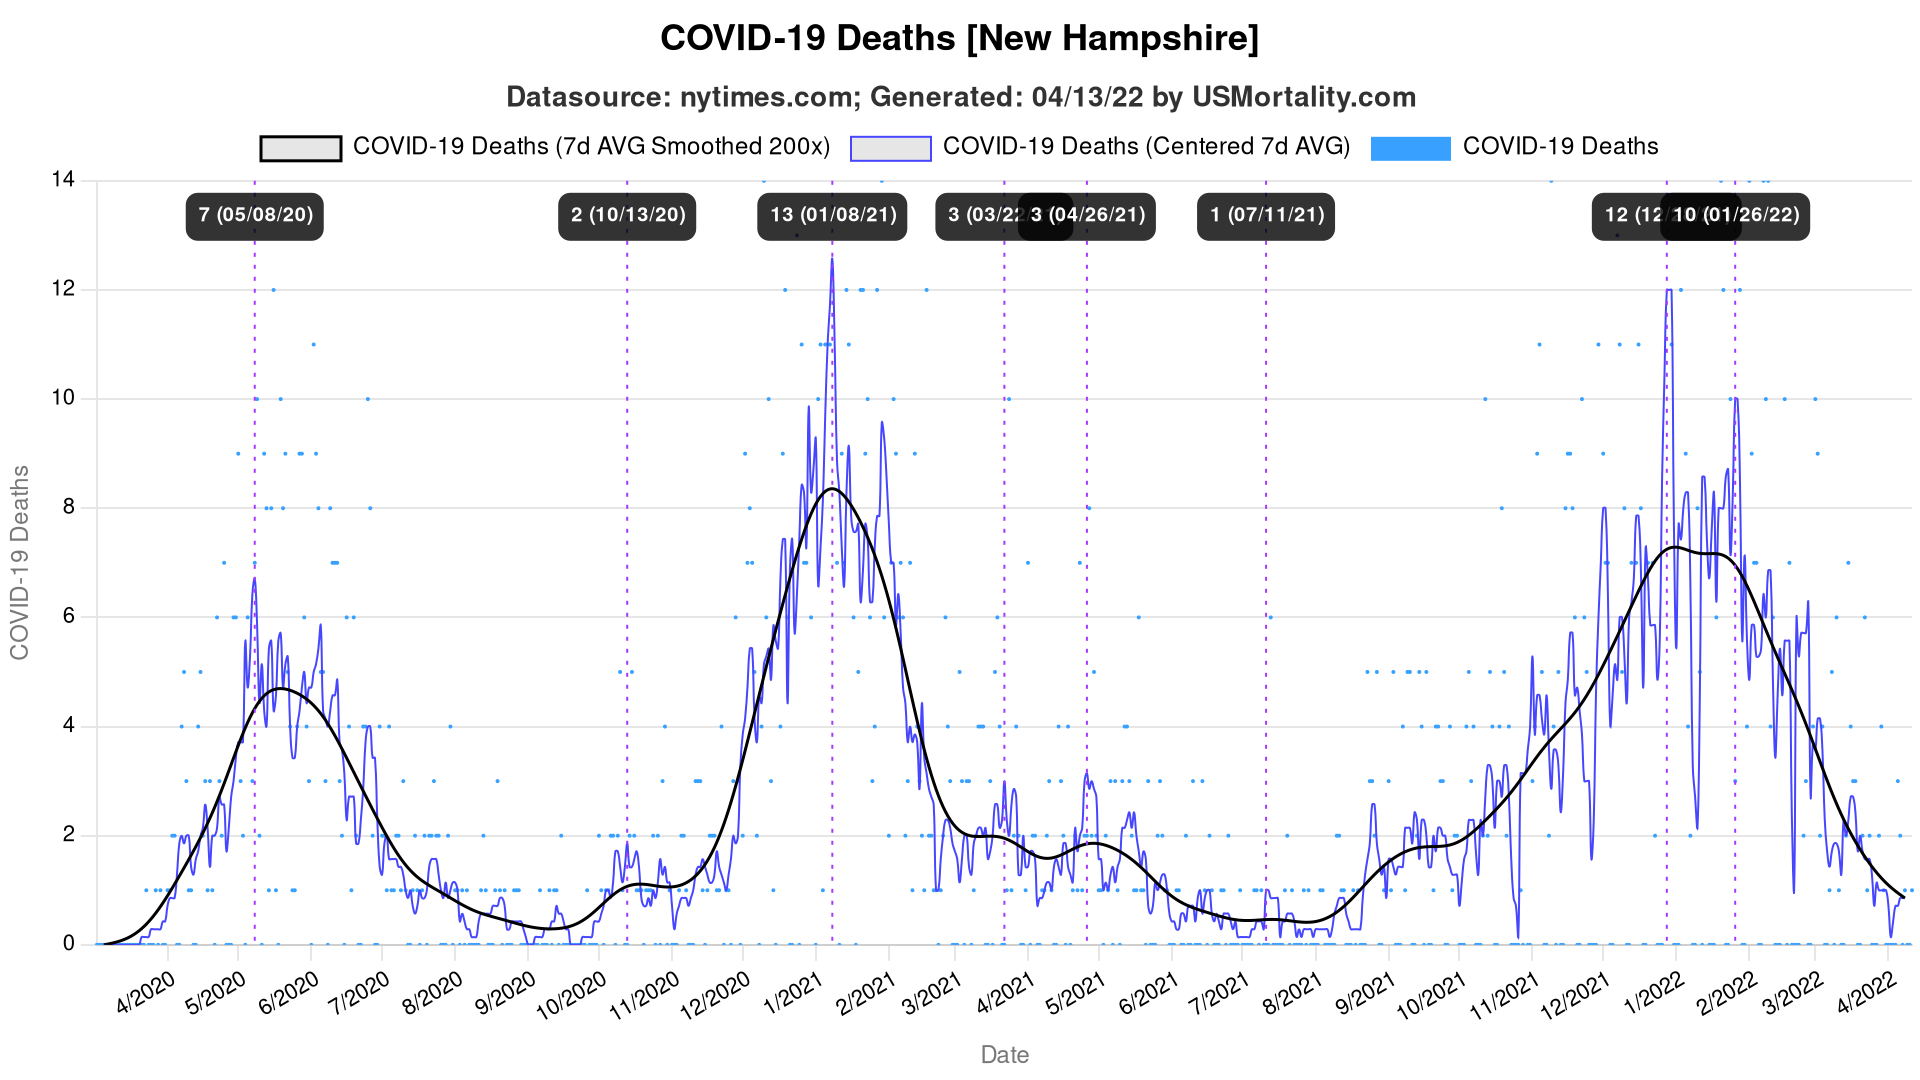 COVID-19 Deaths [New Hampshire]
Datasource: nytimes.com; Generated: 04/13/22 by USMortality.com
COVID-19 Deaths (7d AVG Smoothed 200x) COVID-19 Deaths (Centered 7d AVG) COVID-19 Deaths
7 (05/08/20) 2 (10/13/20) 13 (01/08/21) 3 (03/22 3 (04/26/21) 1 (07/11/21) 12 (12 10 (01/26/22)
14
12
10
8
6
4
2
0
COVID-19 Deaths
4/2020 5/2020 6/2020 7/2020 8/2020 9/2020 10/2020 11/2020 12/2020 1/2021 2/2021 3/2021 4/2021 5/2021 6/2021 7/2021 8/2021 9/2021 10/2021 11/2021 12/2021 1/2022 2/2022 3/2022 4/2022
Date